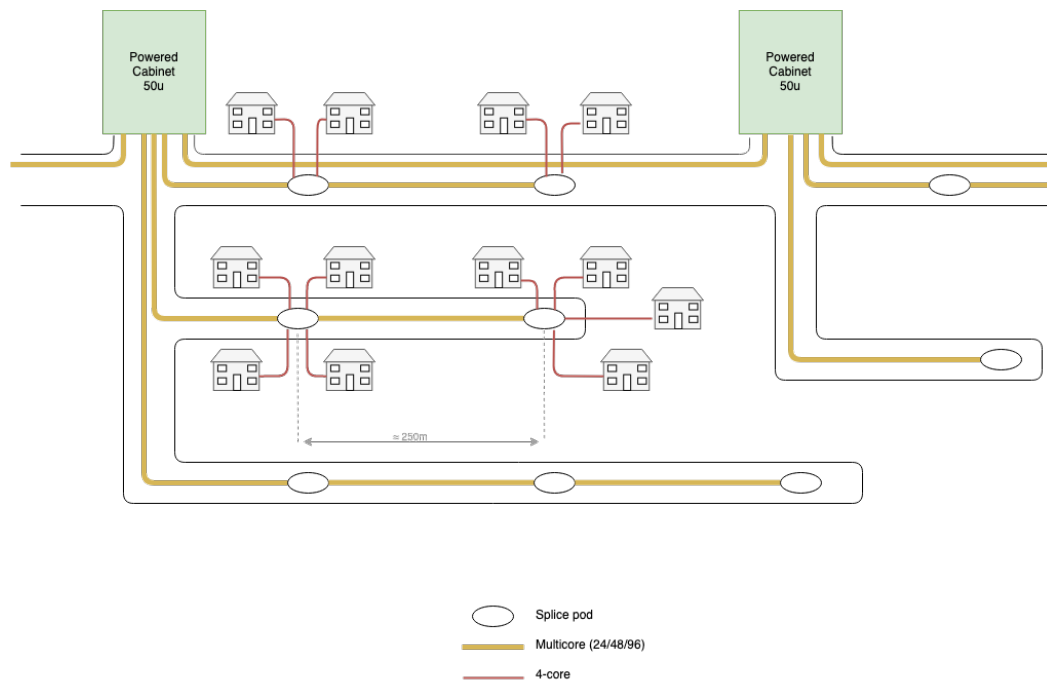 Powered
Cabinet
50u
Powered
Cabinet
50u
≈ 250m
Splice pod
Multicore (24/48/96)
4-core